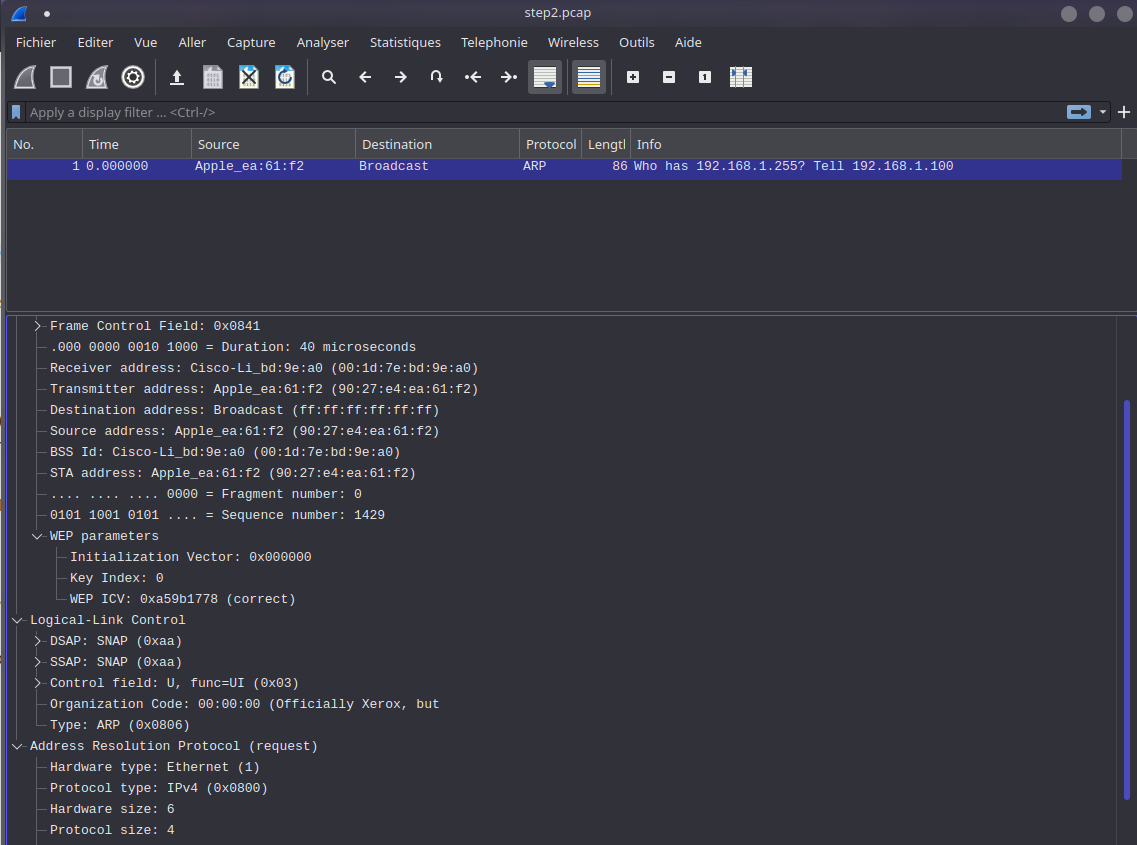 step2.pcap
Fichier Editer Vue Aller Capture Analyser Statistiques Telephonie Wireless Outils Aide
Apply a display filter ... <Ctrl-/>
No. Time Source Destination Protocol Lengtl Info
1 0.000000 Apple_ea:61:f2 Broadcast ARP 86 Who has 192.168.1.255? Tell 192.168.1.100
Frame Control Field: 0x0841
.000 0000 0010 1000 = Duration: 40 microseconds
Receiver address: Cisco-Li_bd:9e:a0 (00:1d:7e:bd:9e:a0)
Transmitter address: Apple_ea:61:f2 (90:27:e4:ea:61:f2)
Destination address: Broadcast (ff:ff:ff:ff:ff:ff)
Source address: Apple_ea:61:f2 (90:27:e4:ea:61:f2)
BSS Id: Cisco-Li_bd:9e:a0 (00:1d:7e:bd:9e:a0)
STA address: Apple_ea:61:f2 (90:27:e4:ea:61:f2)
.... .... .... 0000 = Fragment number: 0
0101 1001 0101 .... = Sequence number: 1429
WEP parameters
Initialization Vector: 0x000000
Key Index: 0
WEP ICV: 0xa59b1778 (correct)
Logical-Link Control
DSAP: SNAP (0xaa)
SSAP: SNAP (0xaa)
Control field: U, func=UI (0x03)
Organization Code: 00:00:00 (Officially Xerox, but
Type: ARP (0x0806)
Address Resolution Protocol (request)
Hardware type: Ethernet (1)
Protocol type: IPv4 (0x0800)
Hardware size: 6
Protocol size: 4